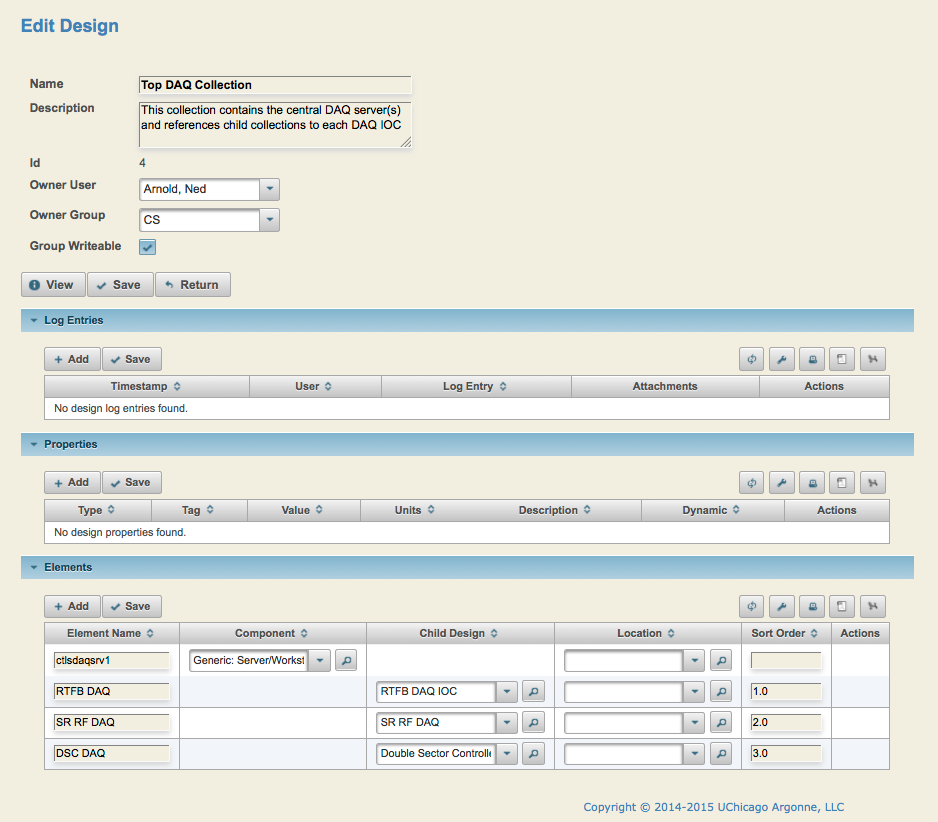 Edit Design
Name Top DAQ Collection
Description This collection contains the central DAQ server(s)
and references child collections to each DAQ IOC
Id 4
Owner User Arnold, Ned
Owner Group CS
Group Writeable
View Save Return
Log Entries
Add Save
Timestamp User Log Entry Attachments Actions
No design log entries found.
Properties
Add Save
Type Tag Value Units Description Dynamic Actions
No design properties found.
Elements
Add Save
Element Name Component Child Design Location Sort Order Actions
ctlsdaqsrv1 Generic: Server/Workst
RTFB DAQ RTFB DAQ IOC 1.0
SR RF DAQ SR RF DAQ 2.0
DSC DAQ Double Sector Controlle 3.0
Copyright © 2014-2015 UChicago Argonne, LLC